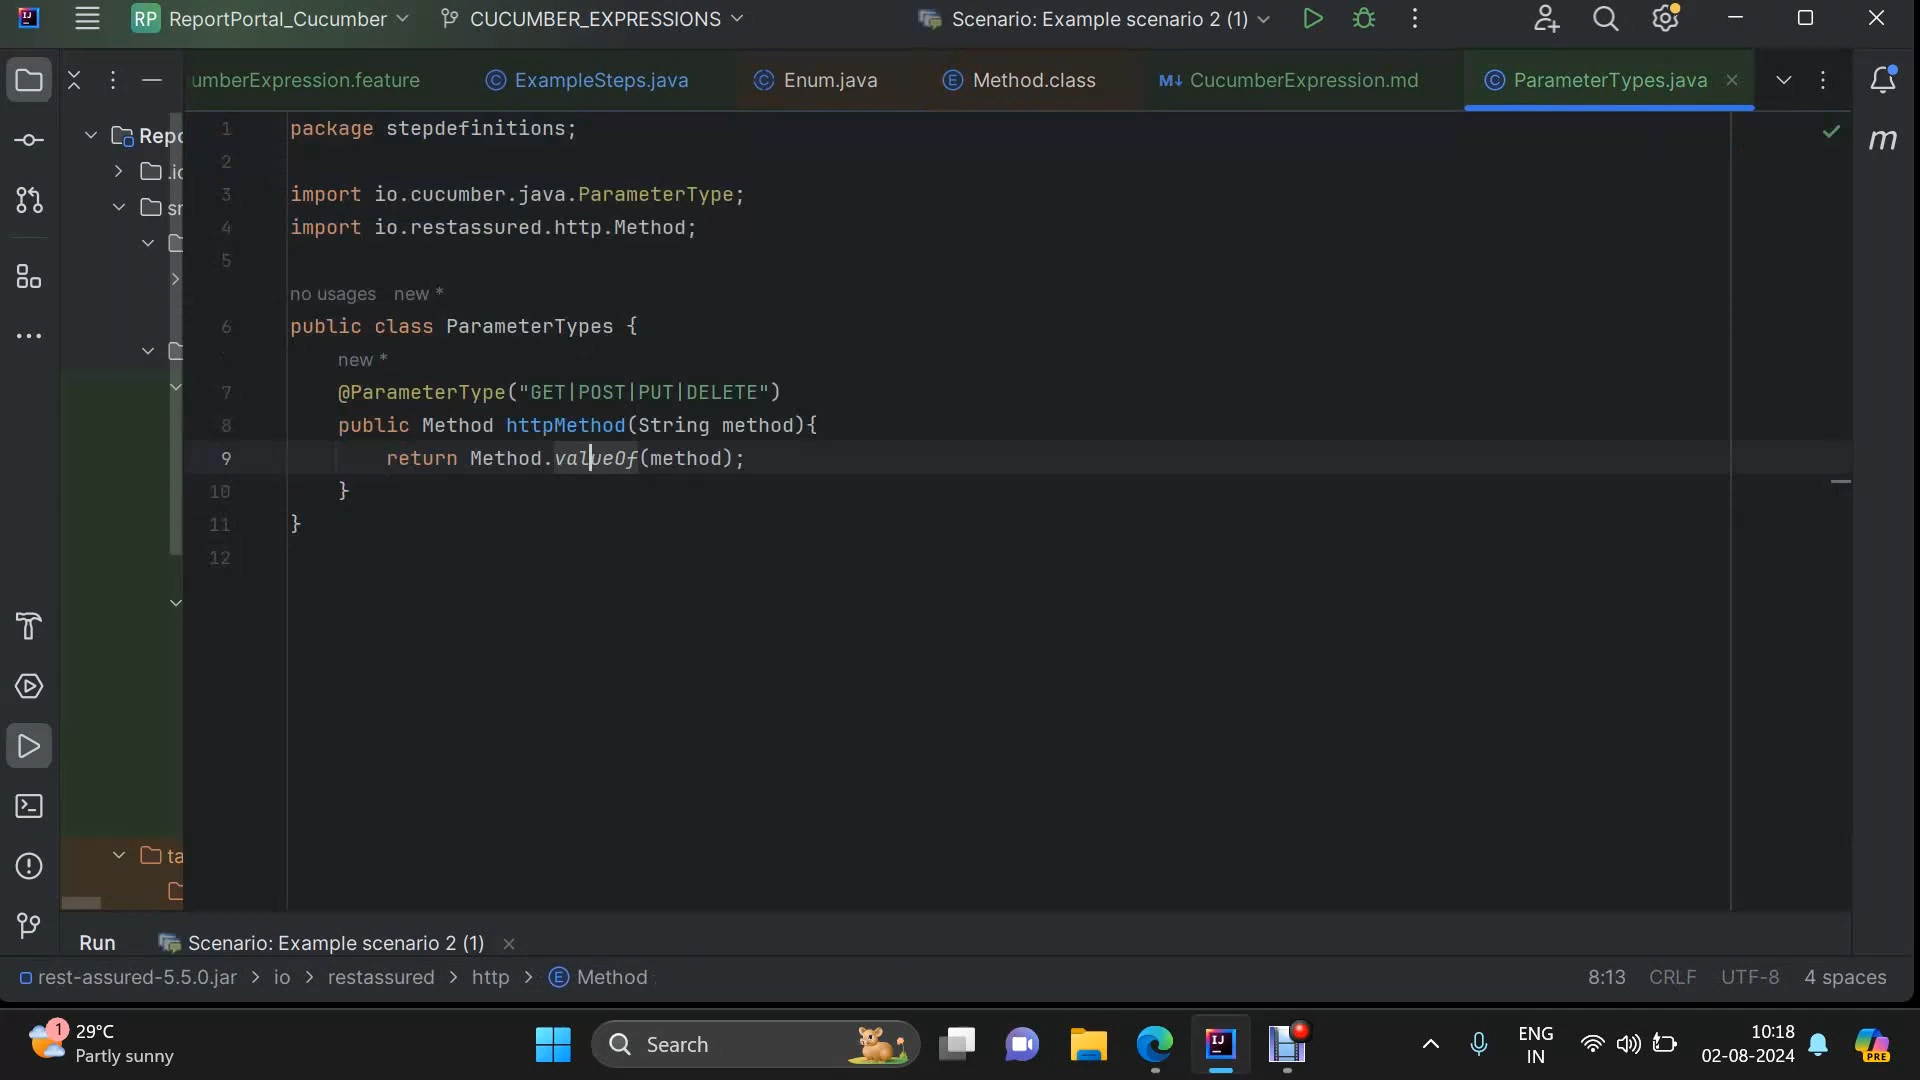 RP ReportPortal_Cucumber CUCUMBER_EXPRESSIONS Scenario: Example scenario 2 (1)
umberExpression.feature ExampleSteps.java Enum.java Method.class CucumberExpression.md ParameterTypes.java
Repo
.ic
sr
ta
1 package stepdefinitions;
2
3 import io.cucumber.java.ParameterType;
4 import io.restassured.http.Method;
5
no usages new *
6 public class ParameterTypes {
new *
7 @ParameterType("GET|POST|PUT|DELETE")
8 public Method httpMethod(String method){
9 return Method.valueOf(method);
10 }
11 }
12
m
Run Scenario: Example scenario 2 (1)
rest-assured-5.5.0.jar > io > restassured > http > Method 8:13 CRLF UTF-8 4 spaces
1 29°C
Partly sunny
Search
ENG
IN
10:18
02-08-2024
PRE